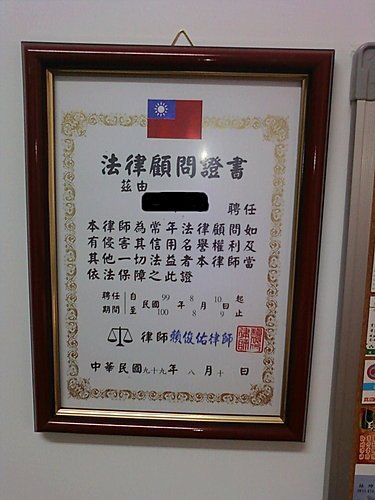 法律顧問證書
茲由
聘任
本律師為常年法律顧問如
有侵害其信用名譽權利及
其他一切法益者本律師當
依法保障之此證
聘任 自 民國 99 年 8 月 10 日 起
期間 至 100 8 9 止
律師 賴俊佑律師
中華民國九十九年 八 月 十 日